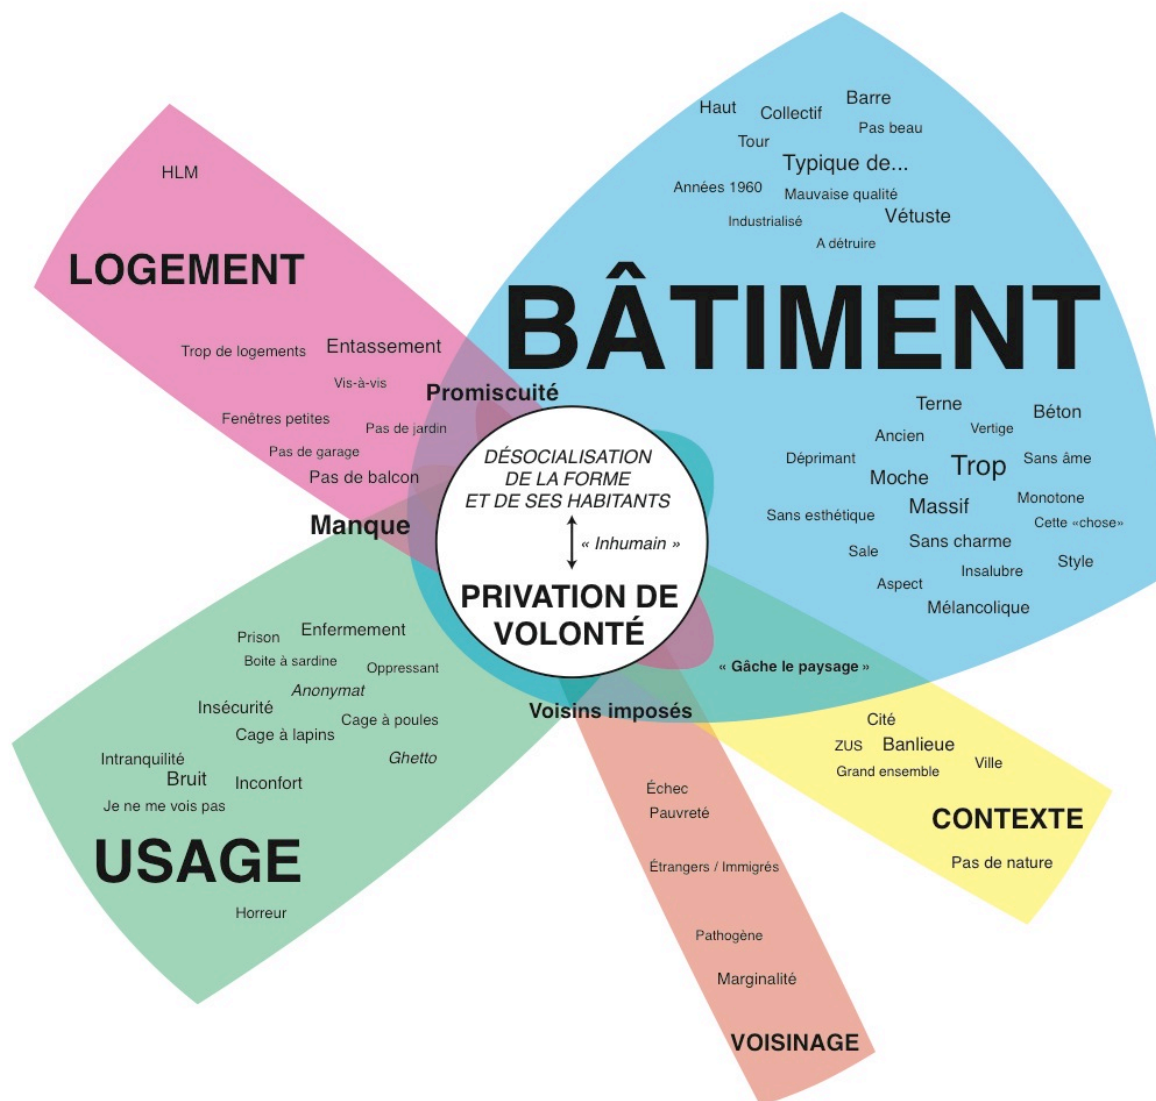 Haut
Collectif
Barre
Tour
Pas beau
Typique de...
Années 1960
Mauvaise qualité
Industrialisé
Vétuste
A détruire
BÂTIMENT
Terne
Béton
Ancien
Vertige
Déprimant
Moche
Trop
Sans âme
Massif
Monotone
Sans esthétique
Cette «chose»
Sale
Sans charme
Insalubre
Style
Aspect
Mélancolique
HLM
LOGEMENT
Trop de logements
Entassement
Vis-à-vis
Promiscuité
Fenêtres petites
Pas de jardin
Pas de garage
Pas de balcon
Manque
DÉSOCIALISATION
DE LA FORME
ET DE SES HABITANTS
« Inhumain »
PRIVATION DE
VOLONTÉ
Prison
Enfermement
Boite à sardine
Oppressant
Anonymat
Insécurité
Cage à poules
Cage à lapins
Ghetto
Intranquilité
Bruit
Inconfort
Je ne me vois pas
USAGE
Horreur
Voisins imposés
« Gâche le paysage »
Cité
ZUS
Banlieue
Ville
Grand ensemble
CONTEXTE
Pas de nature
Échec
Pauvreté
Étrangers / Immigrés
Pathogène
Marginalité
VOISINAGE